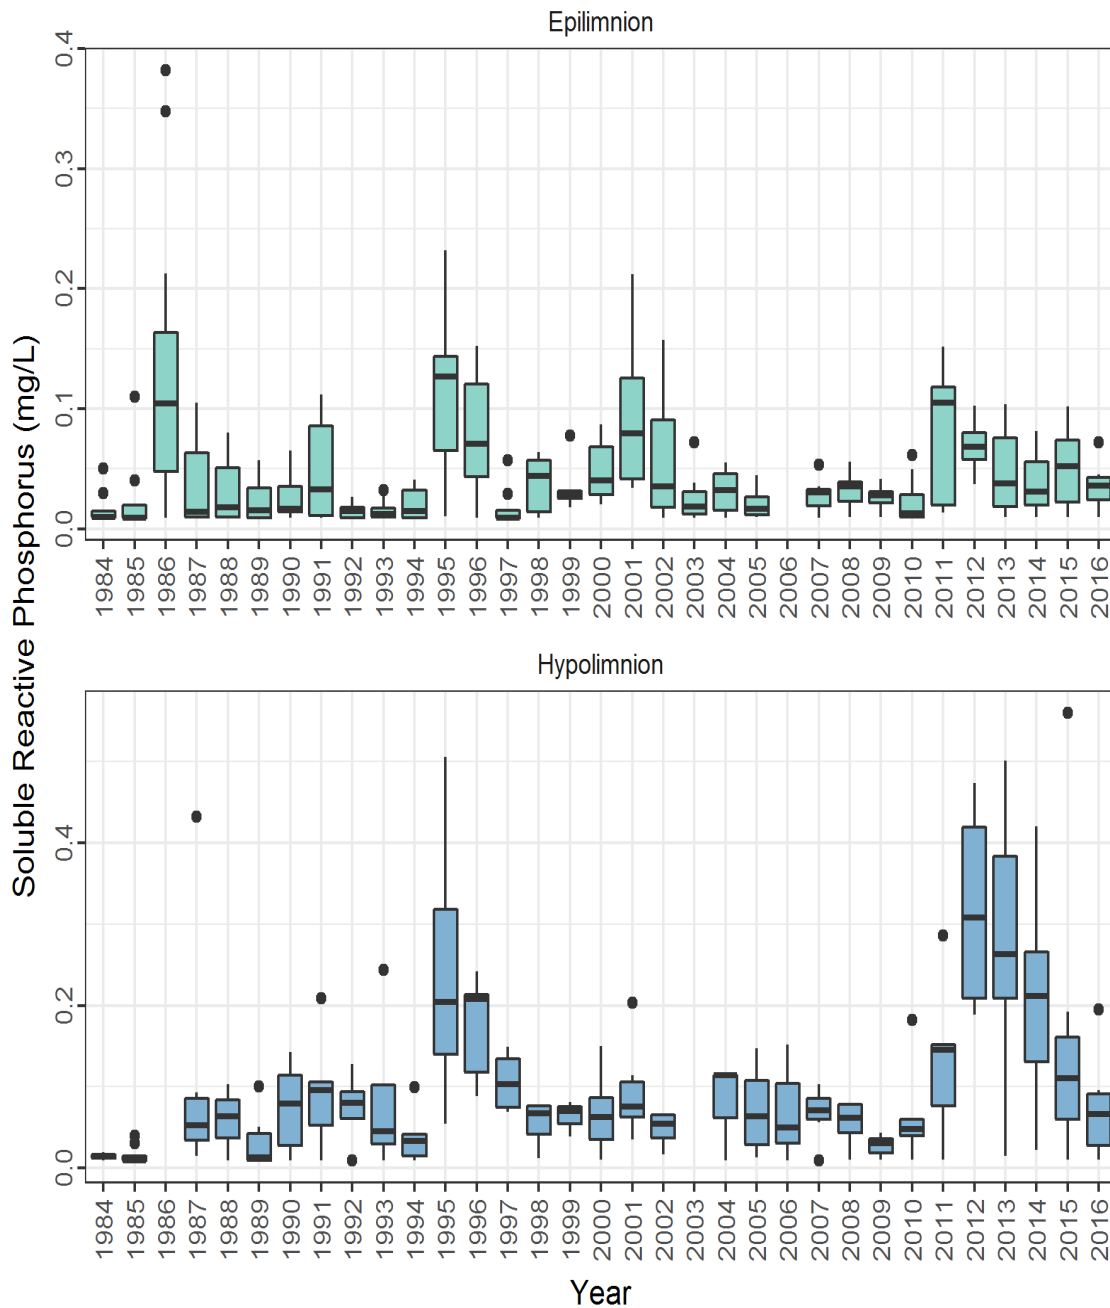 Epilimnion
Soluble Reactive Phosphorus (mg/L)
0.4
0.3
0.2
0.1
0.0
1984 1985 1986 1987 1988 1989 1990 1991 1992 1993 1994 1995 1996 1997 1998 1999 2000 2001 2002 2003 2004 2005 2006 2007 2008 2009 2010 2011 2012 2013 2014 2015 2016
Hypolimnion
0.4
0.2
0.0
1984 1985 1986 1987 1988 1989 1990 1991 1992 1993 1994 1995 1996 1997 1998 1999 2000 2001 2002 2003 2004 2005 2006 2007 2008 2009 2010 2011 2012 2013 2014 2015 2016
Year